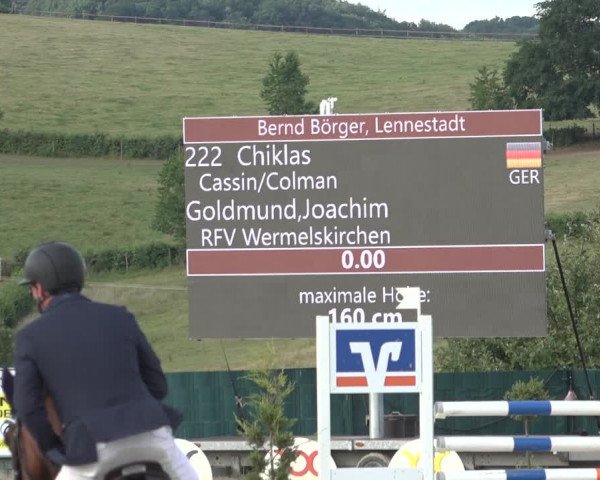 Bernd Börger, Lennestadt
222 Chiklas
Cassin/Colman
GER
Goldmund,Joachim
RFV Wermelskirchen
0.00
maximale Höhe:
160 cm